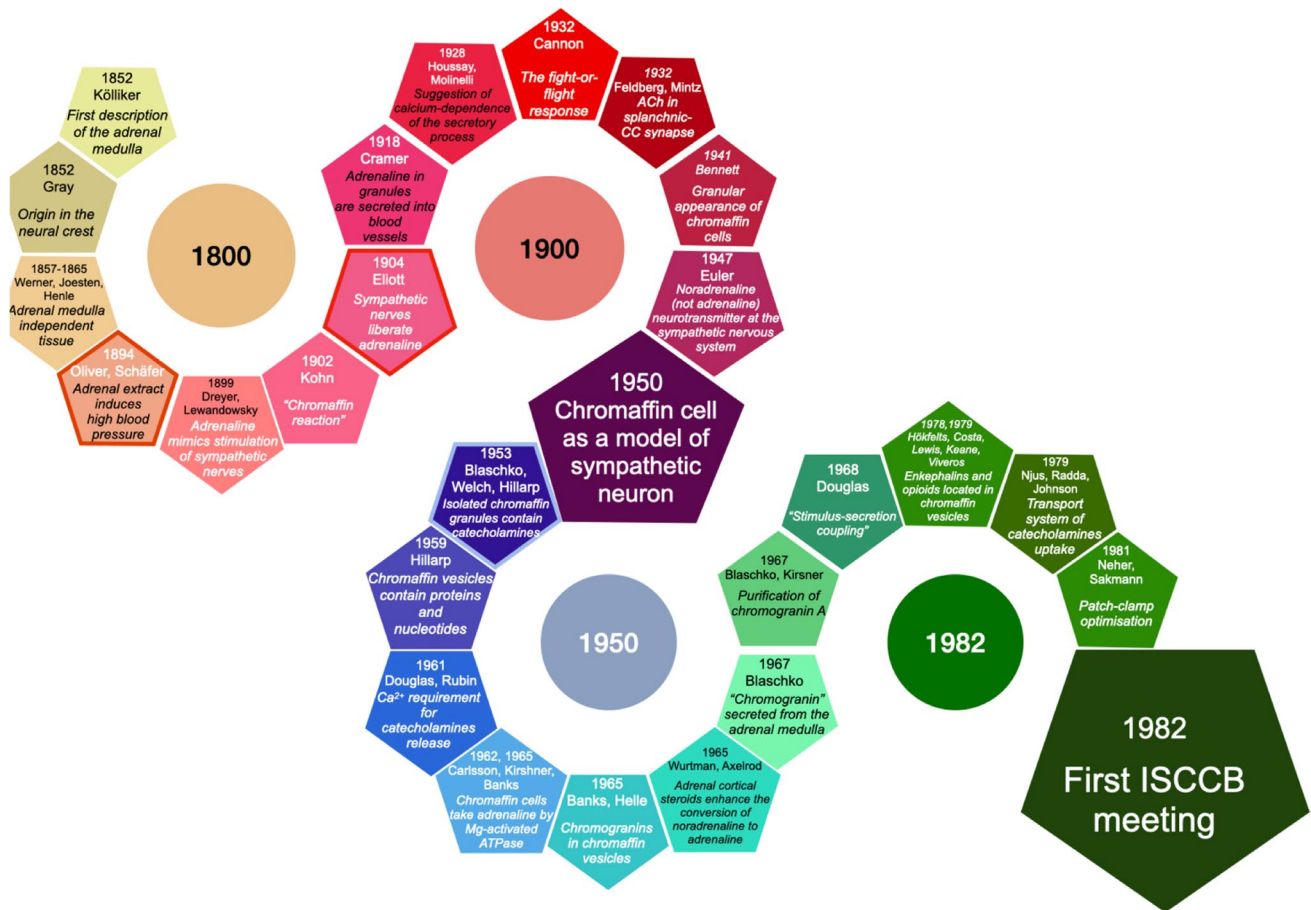 1852
Kölliker
First description
of the adrenal
medulla
1852
Gray
Origin in the
neural crest
1857-1865
Werner, Joesten,
Henle
Adrenal medulla
independent
tissue
1894
Oliver, Schäfer
Adrenal extract
induces
high blood
pressure
1899
Dreyer,
Lewandowsky
Adrenaline
mimics stimulation
of sympathetic
nerves
1902
Kohn
“Chromaffin
reaction”
1800
1904
Eliott
Sympathetic
nerves
liberate
adrenaline
1918
Cramer
Adrenaline in
granules
are secreted into
blood
vessels
1928
Houssay,
Molinelli
Suggestion of
calcium-dependence
of the secretory
process
1932
Cannon
The fight-or-
flight
response
1932
Feldberg, Mintz
ACh in
splanchnic-
CC synapse
1941
Bennett
Granular
appearance of
chromaffin
cells
1947
Euler
Noradrenaline
(not adrenaline)
neurotransmitter at the
sympathetic nervous
system
1900
1950
Chromaffin cell
as a model of
sympathetic
neuron
1953
Blaschko,
Welch, Hillarp
Isolated chromaffin
granules contain
catecholamines
1959
Hillarp
Chromaffin vesicles
contain proteins
and
nucleotides
1961
Douglas, Rubin
Ca²⁺ requirement
for
catecholamines
release
1962, 1965
Carlsson, Kirshner,
Banks
Chromaffin cells
take adrenaline by
Mg-activated
ATPase
1965
Banks, Helle
Chromogranins
in chromaffin
vesicles
1965
Wurtman, Axelrod
Adrenal cortical
steroids enhance the
conversion of
noradrenaline to
adrenaline
1950
1967
Blaschko
“Chromogranin”
secreted from the
adrenal medulla
1967
Blaschko, Kirsner
Purification of
chromogranin A
1968
Douglas
“Stimulus-secretion
coupling”
1978,1979
Hökfelts, Costa,
Lewis, Keane,
Viveros
Enkephalins and
opioids located in
chromaffin
vesicles
1979
Njus, Radda,
Johnson
Transport
system of
catecholamines
uptake
1981
Neher,
Sakmann
Patch-clamp
optimisation
1982
1982
First ISCCB
meeting